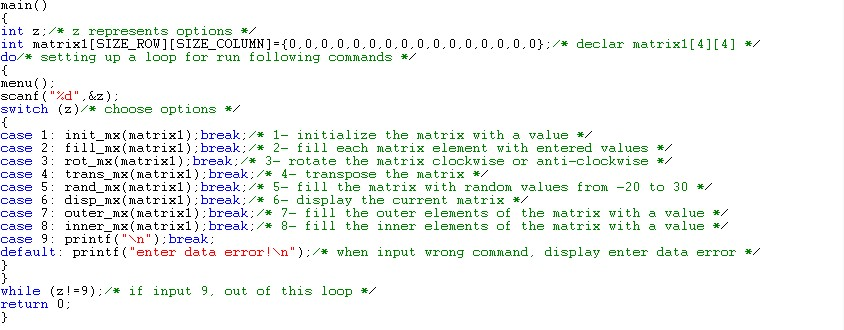 main()
{
int z;/* z represents options */
int matrix1[SIZE_ROW][SIZE_COLUMN]={0,0,0,0,0,0,0,0,0,0,0,0,0,0,0,0};/* declar matrix1[4][4] */
do/* setting up a loop for run following commands */
{
menu();
scanf("%d",&z);
switch (z)/* choose options */
{
case 1: init_mx(matrix1);break;/* 1- initialize the matrix with a value */
case 2: fill_mx(matrix1);break;/* 2- fill each matrix element with entered values */
case 3: rot_mx(matrix1);break;/* 3- rotate the matrix clockwise or anti-clockwise */
case 4: trans_mx(matrix1);break;/* 4- transpose the matrix */
case 5: rand_mx(matrix1);break;/* 5- fill the matrix with random values from -20 to 30 */
case 6: disp_mx(matrix1);break;/* 6- display the current matrix */
case 7: outer_mx(matrix1);break;/* 7- fill the outer elements of the matrix with a value */
case 8: inner_mx(matrix1);break;/* 8- fill the inner elements of the matrix with a value */
case 9: printf("\n");break;
default: printf("enter data error!\n");/* when input wrong command, display enter data error */
}
}
while (z!=9);/* if input 9, out of this loop */
return 0;
}